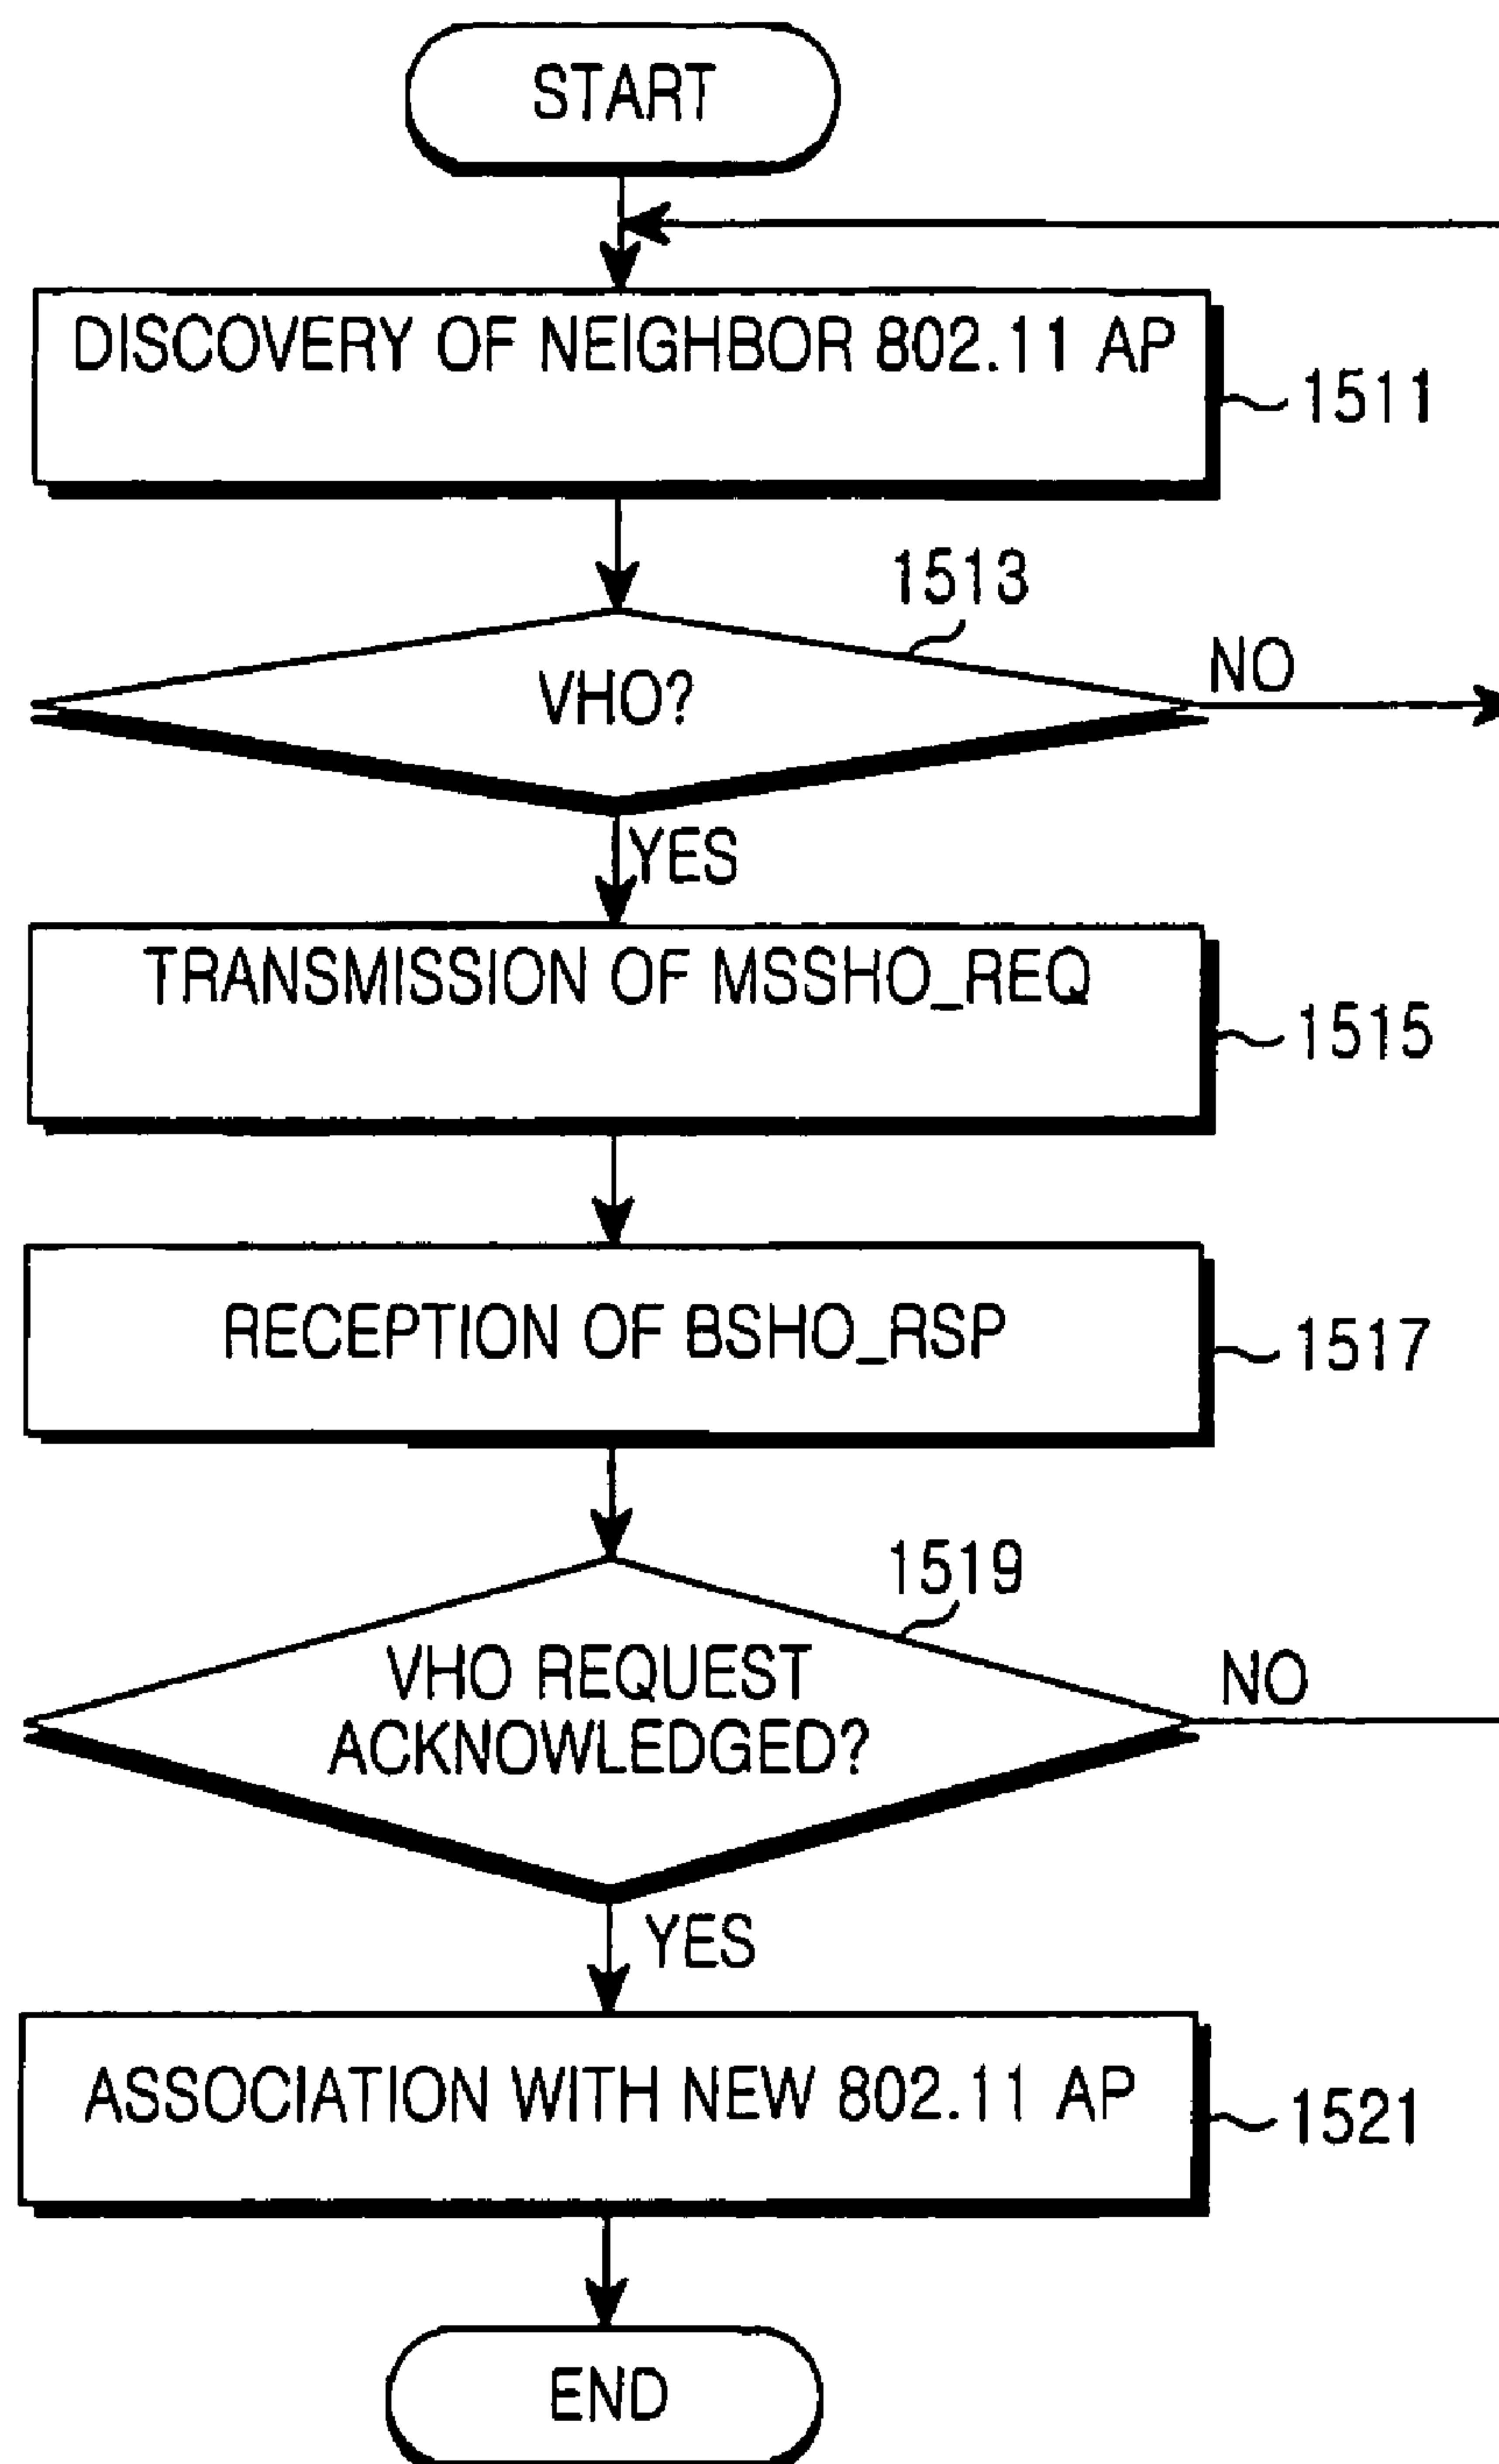 START
DISCOVERY OF NEIGHBOR 802.11 AP
1511
1513
VHO?
NO
YES
TRANSMISSION OF MSSHO_REQ
1515
RECEPTION OF BSHO_RSP
1517
1519
VHO REQUEST
ACKNOWLEDGED?
NO
YES
ASSOCIATION WITH NEW 802.11 AP
1521
END